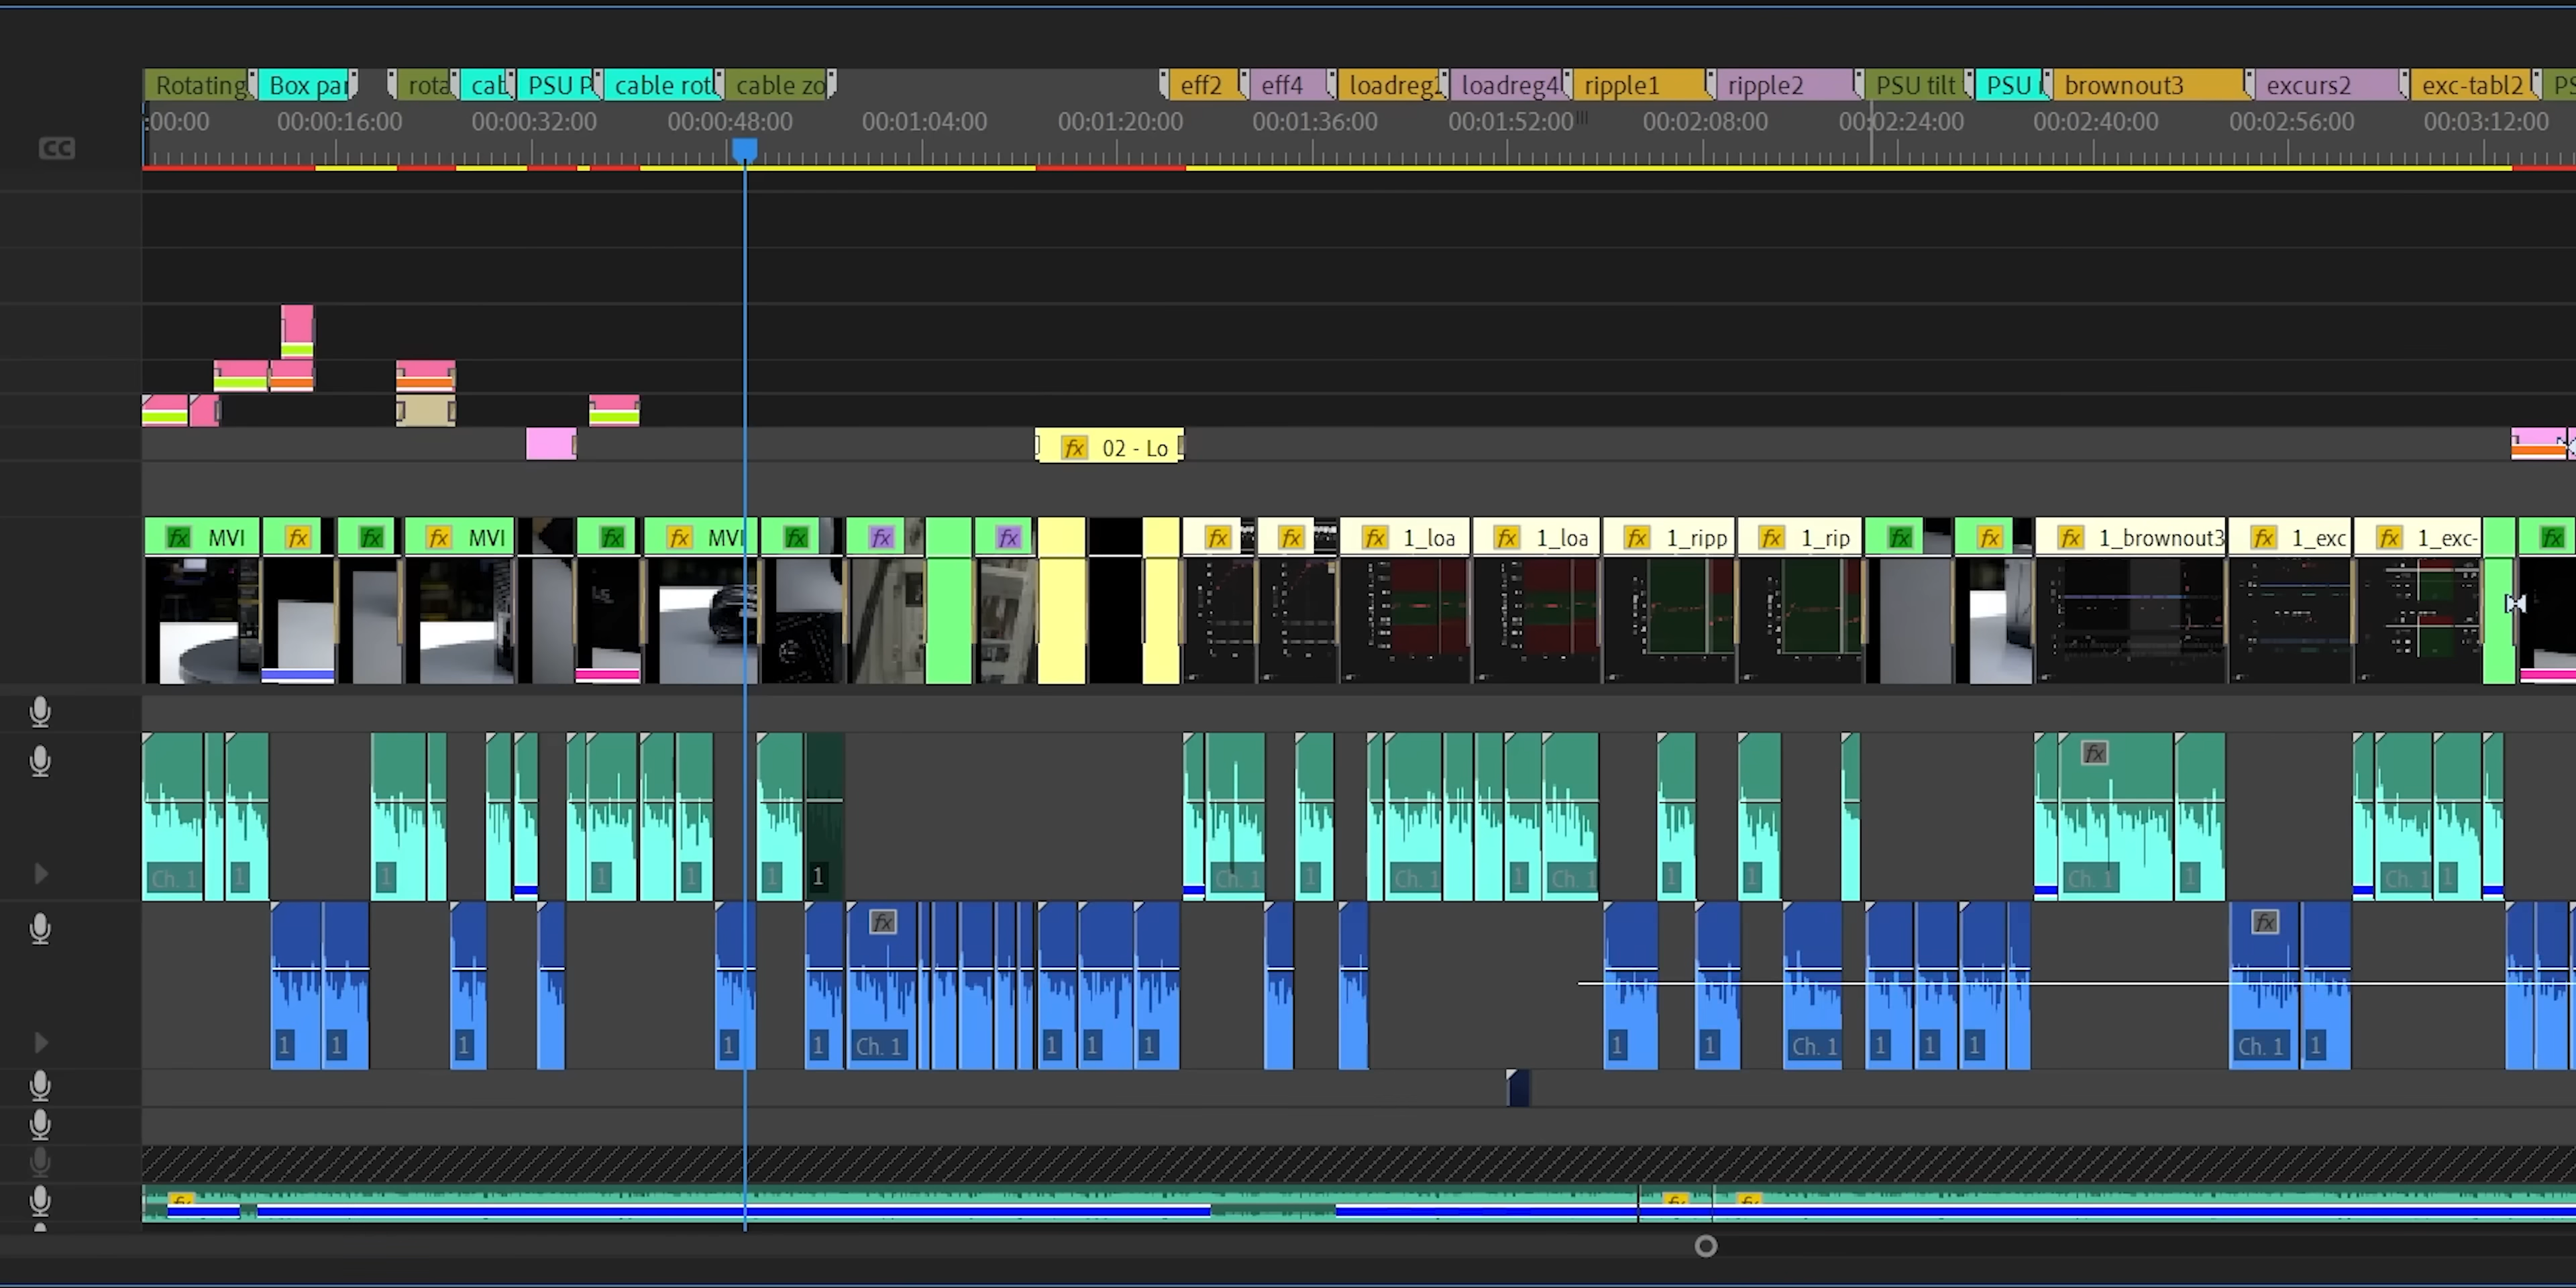 Rotating Box par rota cab PSU P cable rot cable zo eff2 eff4 loadreg loadreg4 ripple1 ripple2 PSU tilt PSU brownout3 excurs2 exc-tabl2 PS
:00:00 00:00:16:00 00:00:32:00 00:00:48:00 00:01:04:00 00:01:20:00 00:01:36:00 00:01:52:00 00:02:08:00 00:02:24:00 00:02:40:00 00:02:56:00 00:03:12:00
CC
fx 02 - Lo
fx MVI fx fx fx MVI fx fx MVI fx fx fx fx fx fx 1_loa fx 1_loa fx 1_ripp fx 1_rip fx fx fx 1_brownout3 fx 1_exc fx 1_exc- fx
fx
Ch. 1 1 1 1 1 1 1 Ch. 1 1 Ch. 1 1 Ch. 1 1 1 Ch. 1 1 Ch. 1 1
fx fx
1 1 1 1 1 Ch. 1 1 1 1 1 1 Ch. 1 1 1 1 Ch. 1 1